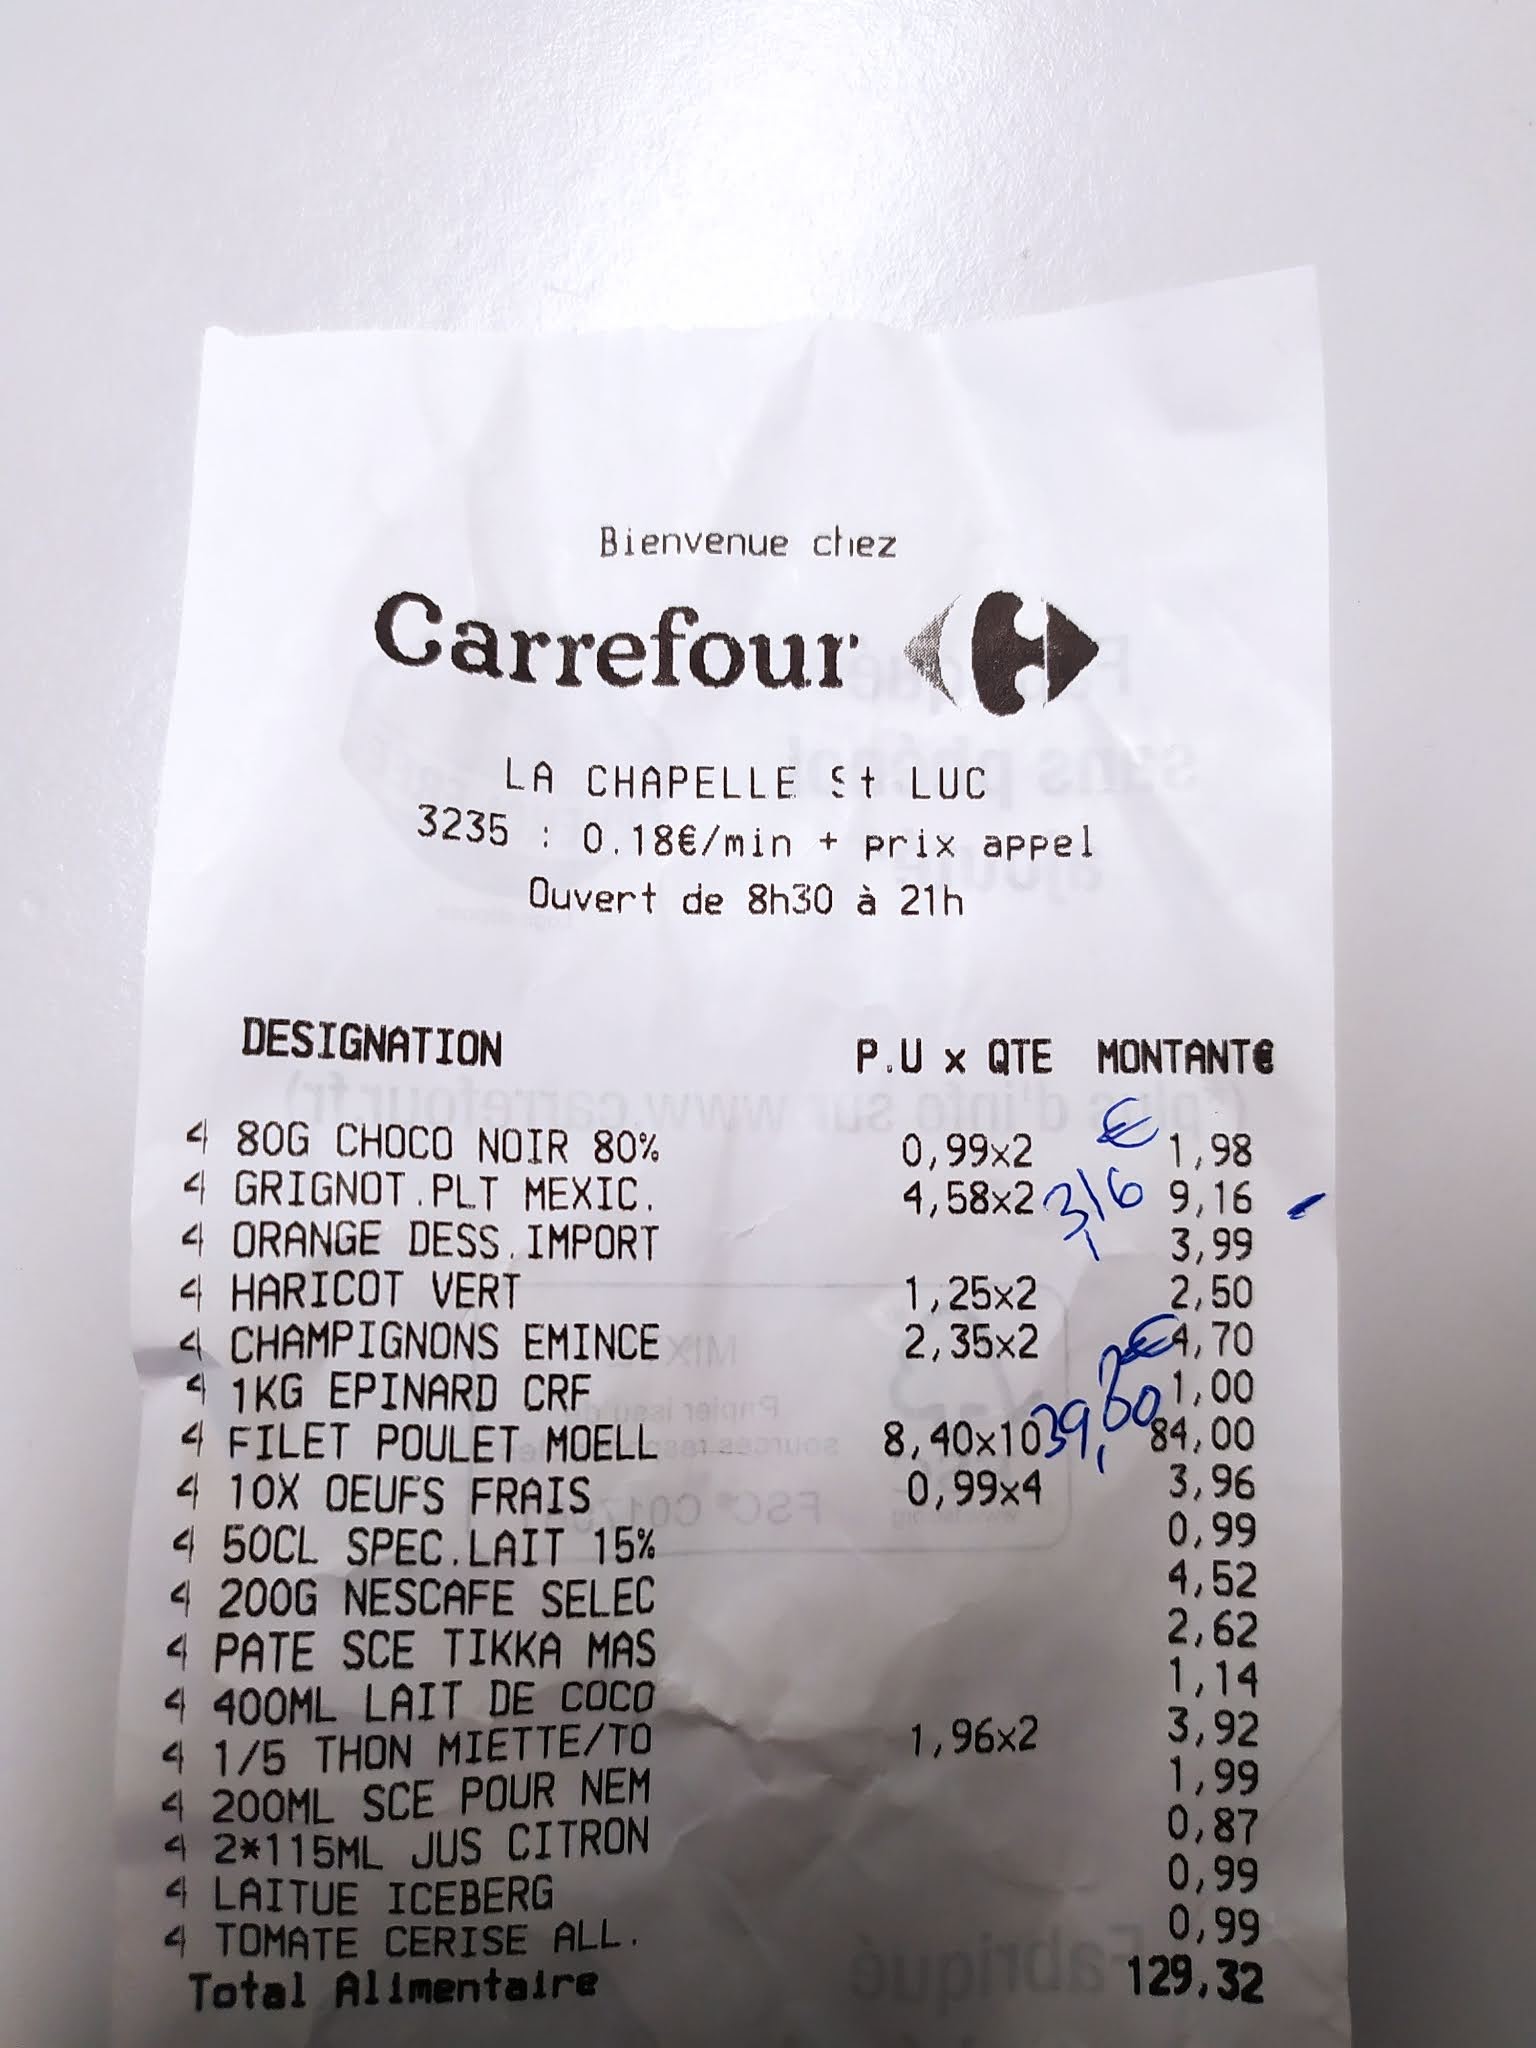 Bienvenue chez
Carrefour
LA CHAPELLE St LUC
3235 : 0.18€/min + prix appel
Ouvert de 8h30 à 21h
DESIGNATION P.U x QTE MONTANT€
4 80G CHOCO NOIR 80% 0,99x2 € 1,98
4 GRIGNOT.PLT MEXIC. 4,58x2 3,16 9,16
4 ORANGE DESS.IMPORT 3,99
4 HARICOT VERT 1,25x2 2,50
4 CHAMPIGNONS EMINCE 2,35x2 € 4,70
4 1KG EPINARD CRF 1,00
4 FILET POULET MOELL 8,40x10 84,00
4 10X OEUFS FRAIS 0,99x4 3,96
4 50CL SPEC.LAIT 15% 0,99
4 200G NESCAFE SELEC 4,52
4 PATE SCE TIKKA MAS 2,62
4 400ML LAIT DE COCO 1,14
4 1/5 THON MIETTE/TO 1,96x2 3,92
4 200ML SCE POUR NEM 1,99
4 2*115ML JUS CITRON 0,87
4 LAITUE ICEBERG 0,99
4 TOMATE CERISE ALL. 0,99
Total Alimentaire 129,32